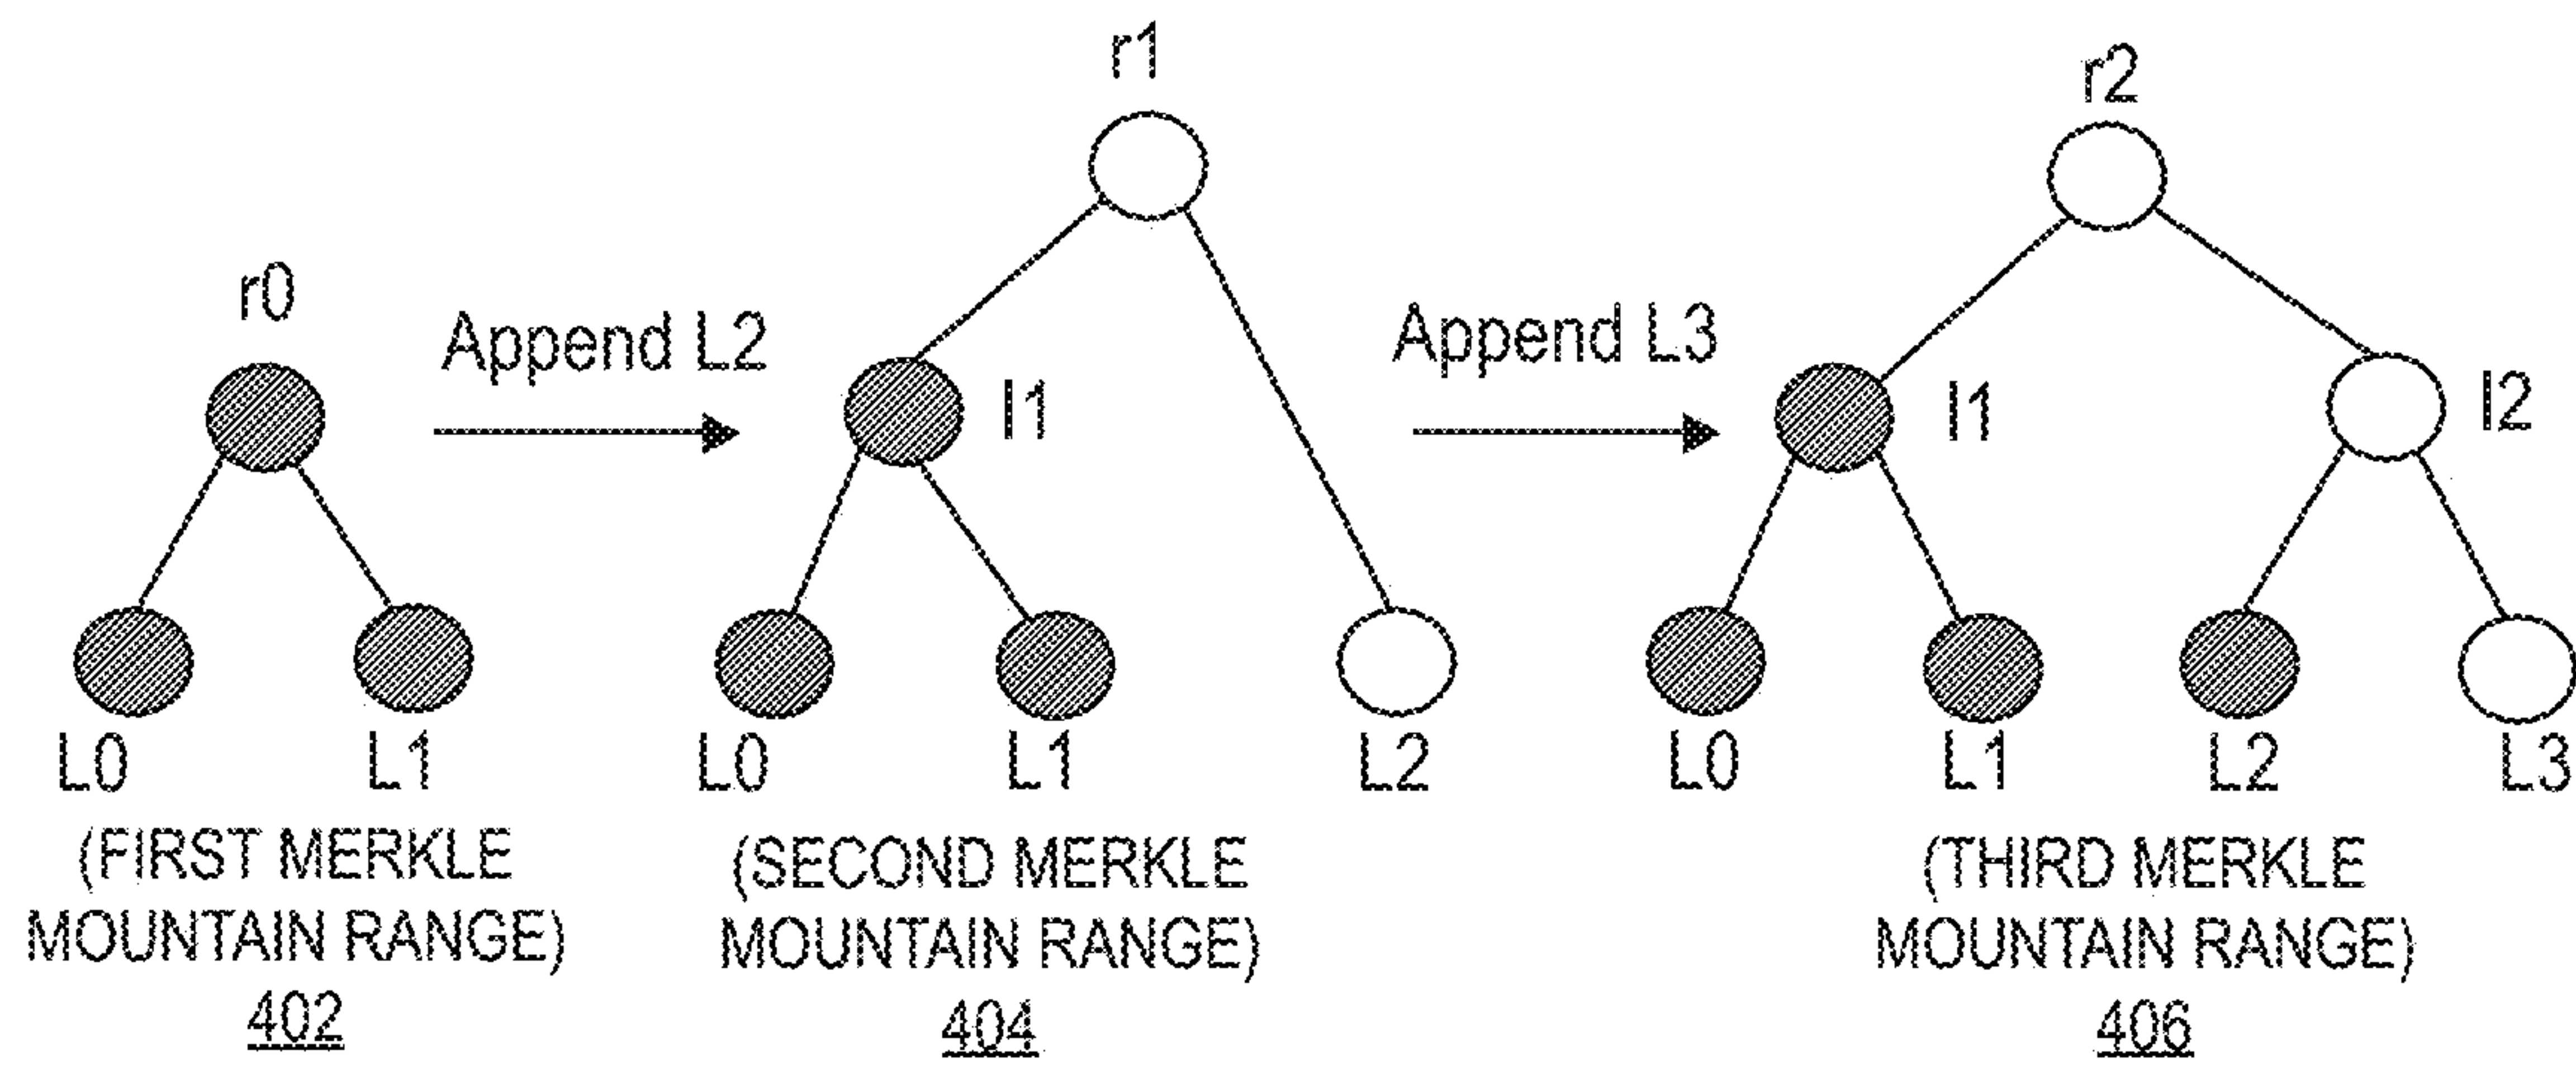 r1
r2
r0
Append L2
Append L3
I1
I1
I2
L0
L1
L0
L1
L2
L0
L1
L2
L3
(FIRST MERKLE
MOUNTAIN RANGE)
402
(SECOND MERKLE
MOUNTAIN RANGE)
404
(THIRD MERKLE
MOUNTAIN RANGE)
406